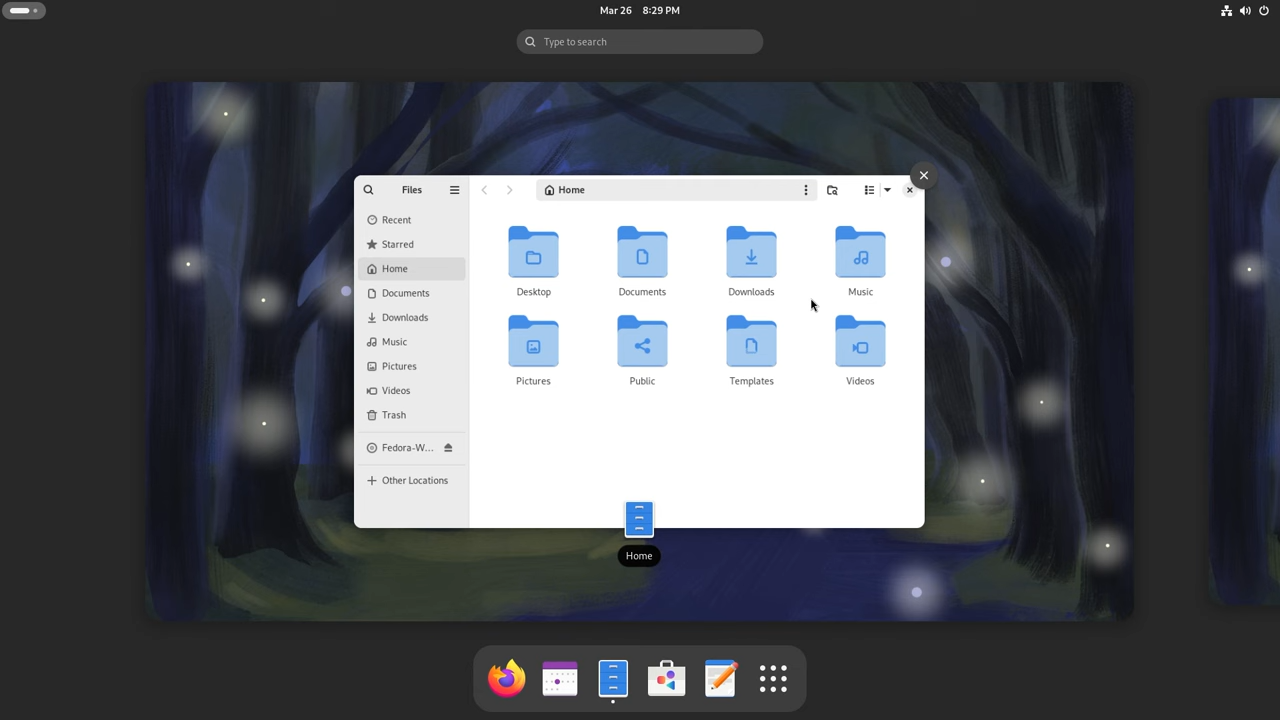 Mar 26 8:29 PM
Type to search
Files
Home
Recent
Starred
Home
Documents
Downloads
Music
Pictures
Videos
Trash
Fedora-W...
Other Locations
Desktop
Documents
Downloads
Music
Pictures
Public
Templates
Videos
Home